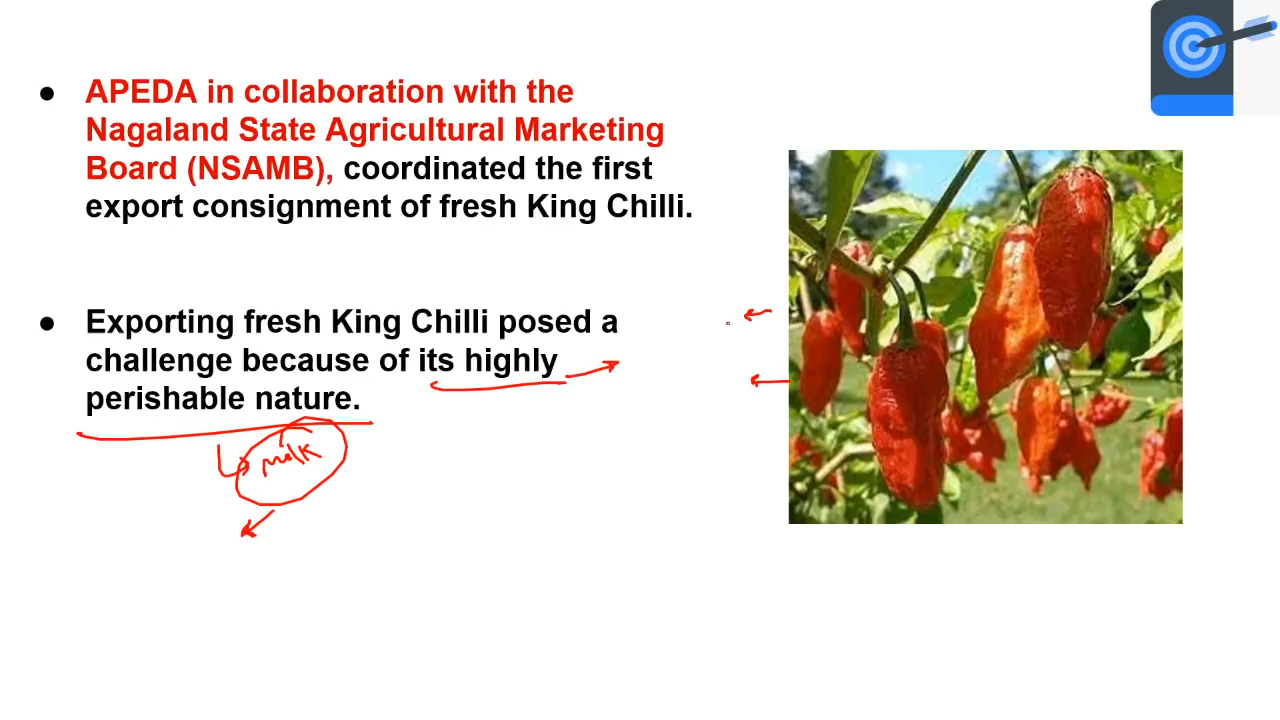 ● APEDA in collaboration with the
Nagaland State Agricultural Marketing
Board (NSAMB), coordinated the first
export consignment of fresh King Chilli.
● Exporting fresh King Chilli posed a
challenge because of its highly
perishable nature.
milk